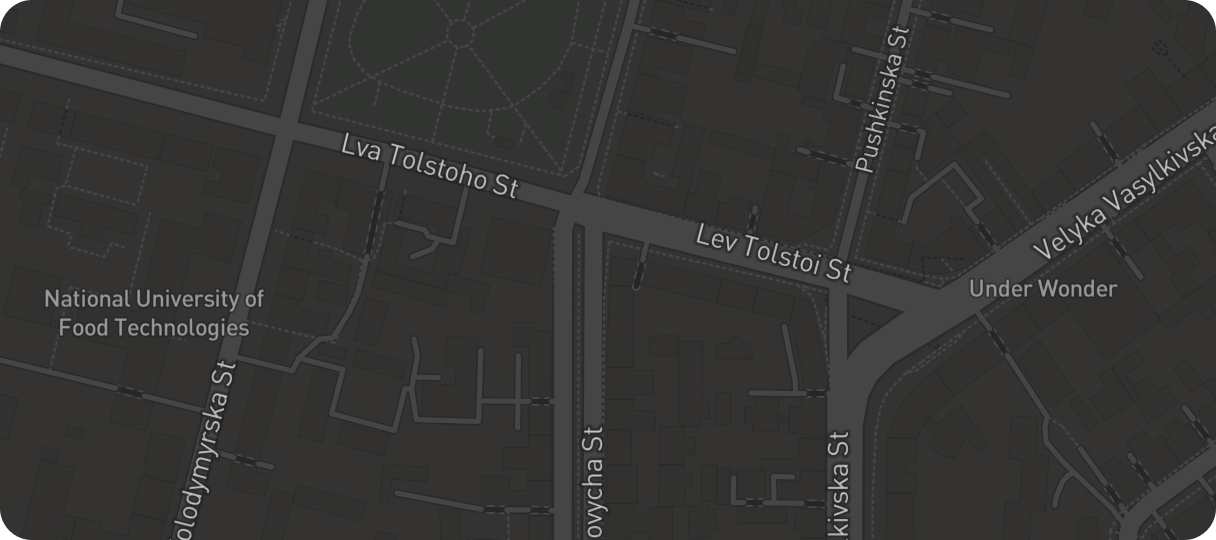 Pushkinska St
Lva Tolstoho St
Velyka Vasylkivska
Lev Tolstoi St
National University of
Food Technologies
Under Wonder
olodymyrska St
ovycha St
kivska St